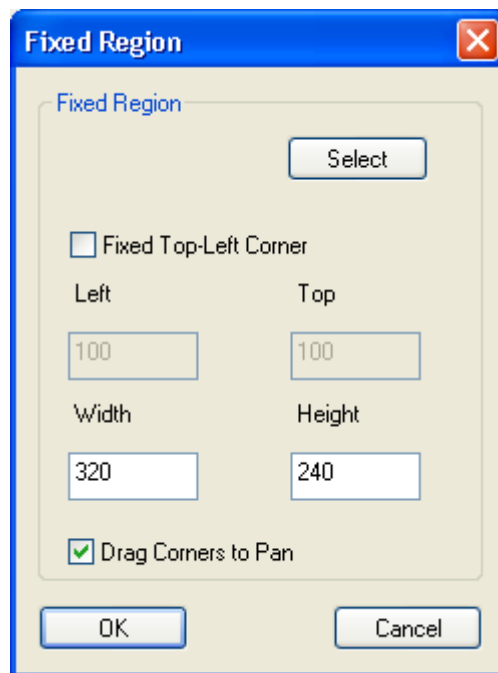 Fixed Region
Fixed Region
Select
Fixed Top-Left Corner
Left Top
100 100
Width Height
320 240
Drag Corners to Pan
OK Cancel